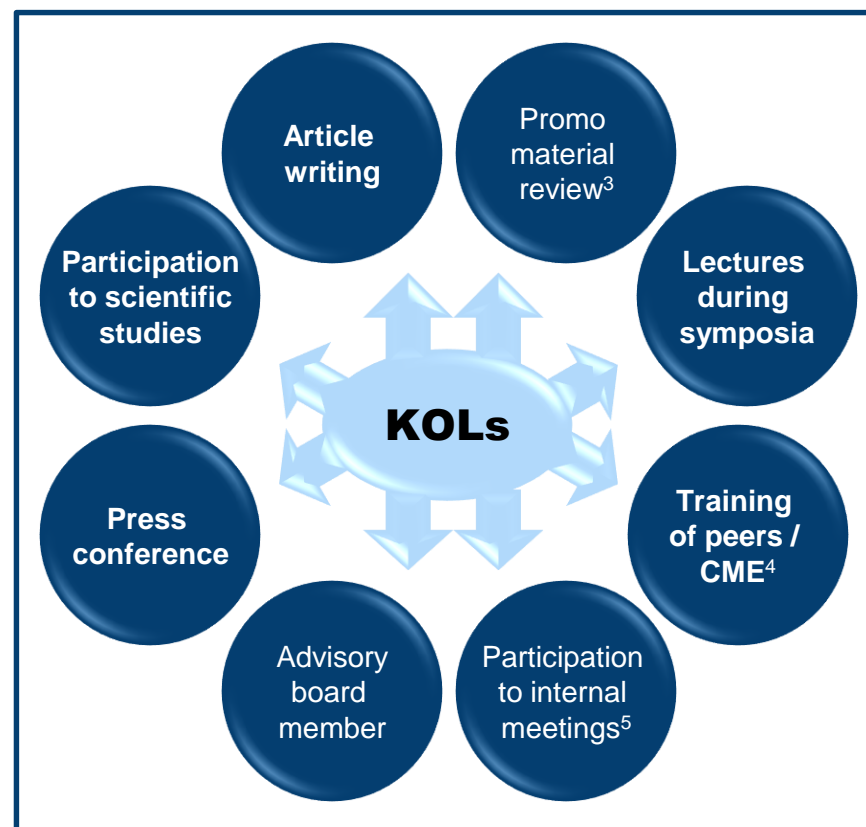 Article
writing
Promo
material
review³
Participation
to scientific
studies
Lectures
during
symposia
KOLs
Press
conference
Training
of peers /
CME⁴
Advisory
board
member
Participation
to internal
meetings⁵